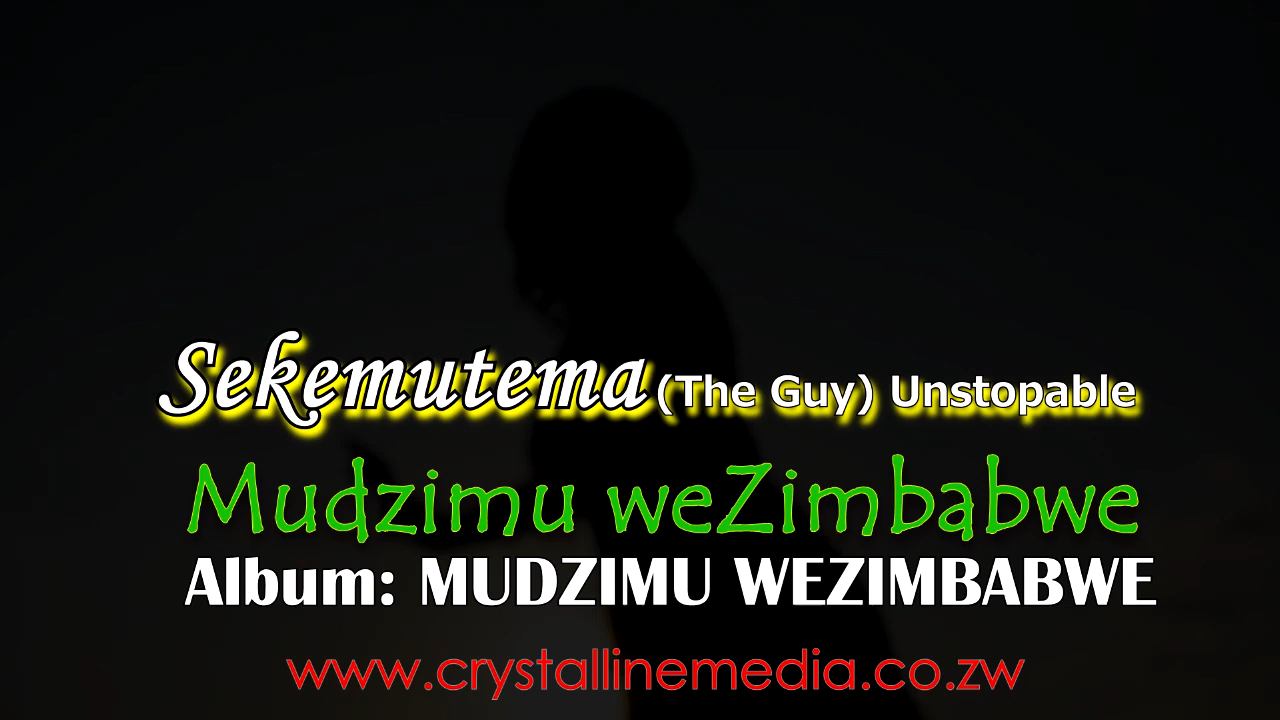 Sekemutema (The Guy) Unstopable
Mudzimu weZimbabwe
Album: MUDZIMU WEZIMBABWE
www.crystallinemedia.co.zw